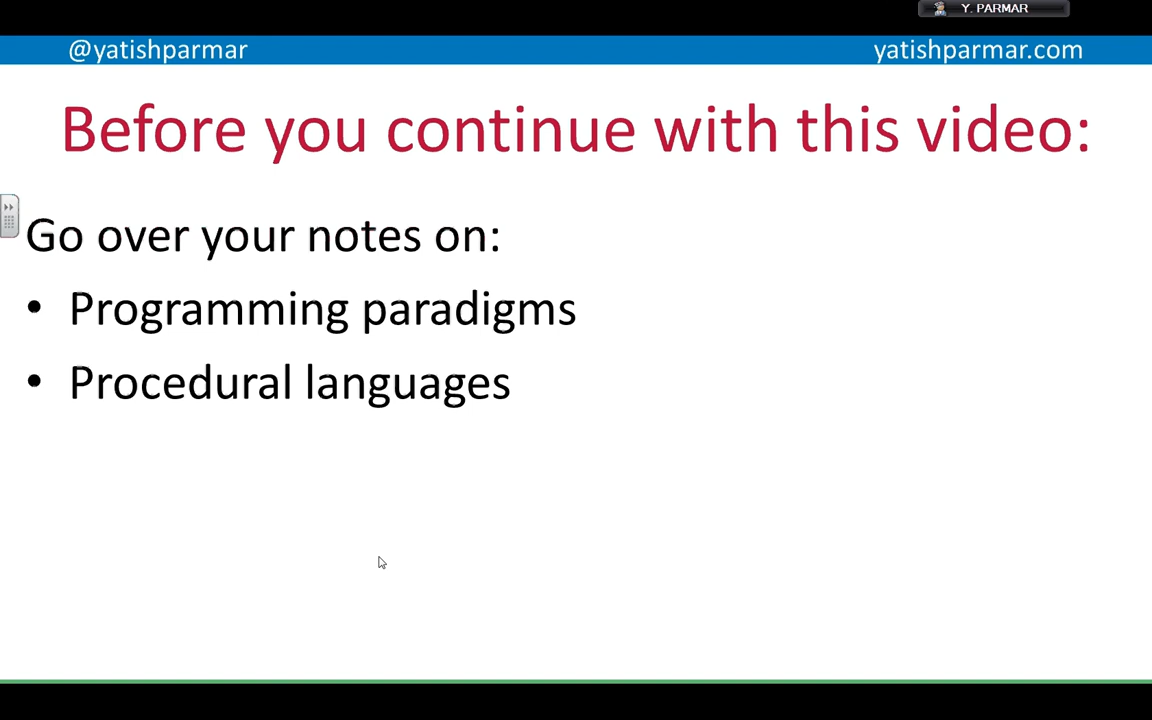 Y. PARMAR
@yatishparmar yatishparmar.com
Before you continue with this video:
Go over your notes on:
• Programming paradigms
• Procedural languages